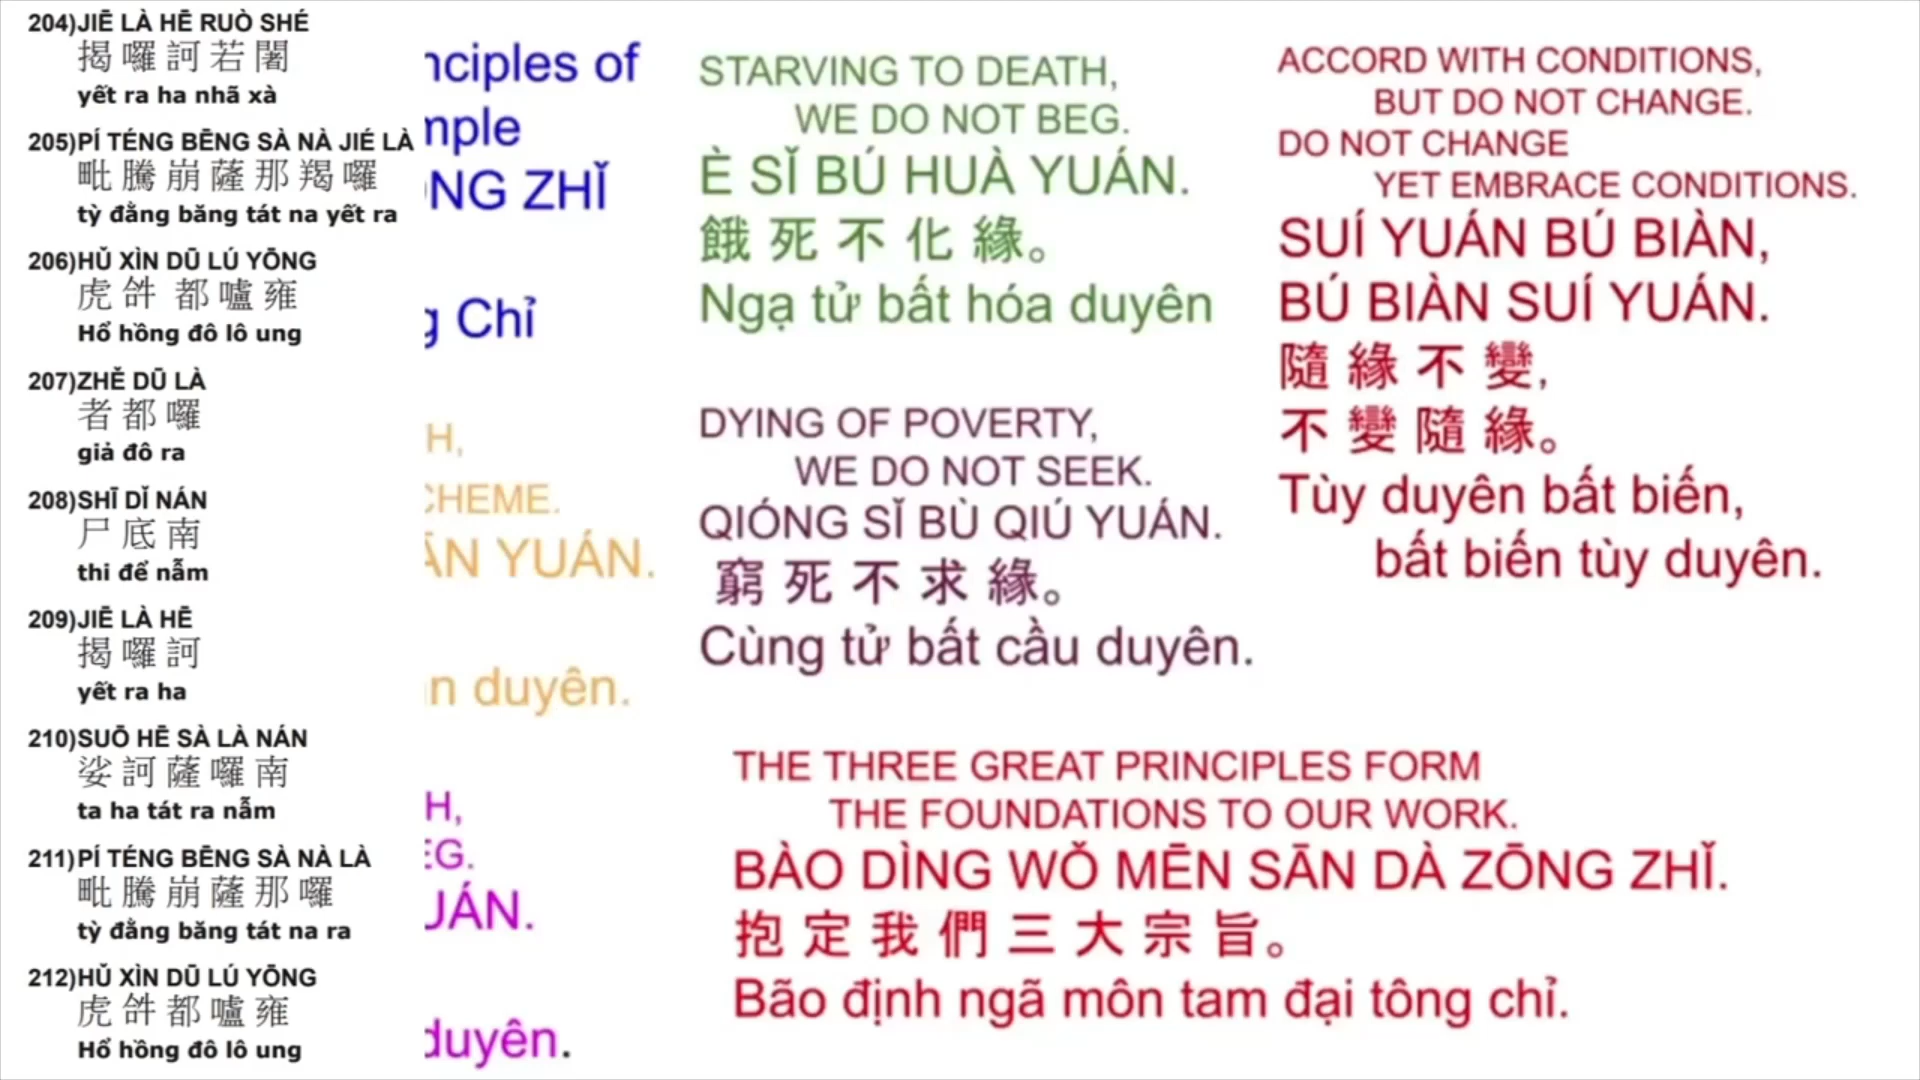 204)JIĒ LÀ HĒ RUÒ SHÉ
揭 囉 訶 若 闍
yết ra ha nhã xà
205)PÍ TÉNG BĒNG SÀ NÀ JIÉ LÀ
毗 騰 崩 薩 那 羯 囉
tỳ đằng băng tát na yết ra
206)HǓ XÌN DŪ LÚ YŌNG
虎 𤙖 都 嚧 雍
Hổ hồng đô lô ung
207)ZHĚ DŪ LÀ
者 都 囉
giả đô ra
208)SHĪ DǏ NÁN
尸 底 南
thi để nẫm
209)JIĒ LÀ HĒ
揭 囉 訶
yết ra ha
210)SUŌ HĒ SÀ LÀ NÁN
娑 訶 薩 囉 南
ta ha tát ra nẫm
211)PÍ TÉNG BĒNG SÀ NÀ LÀ
毗 騰 崩 薩 那 囉
tỳ đằng băng tát na ra
212)HǓ XÌN DŪ LÚ YŌNG
虎 𤙖 都 嚧 雍
Hổ hồng đô lô ung
nciples of
mple
ONG ZHǏ
g Chỉ
H,
CHEME.
ĀN YUÁN.
n duyên.
H,
EG.
UÁN.
duyên.
STARVING TO DEATH,
WE DO NOT BEG.
È SǏ BÚ HUÀ YUÁN.
餓 死 不 化 緣。
Ngạ tử bất hóa duyên
DYING OF POVERTY,
WE DO NOT SEEK.
QIÓNG SǏ BÙ QIÚ YUÁN.
窮 死 不 求 緣。
Cùng tử bất cầu duyên.
ACCORD WITH CONDITIONS,
BUT DO NOT CHANGE.
DO NOT CHANGE
YET EMBRACE CONDITIONS.
SUÍ YUÁN BÚ BIÀN,
BÚ BIÀN SUÍ YUÁN.
隨 緣 不 變,
不 變 隨 緣。
Tùy duyên bất biến,
bất biến tùy duyên.
THE THREE GREAT PRINCIPLES FORM
THE FOUNDATIONS TO OUR WORK.
BÀO DÌNG WǑ MĒN SĀN DÀ ZŌNG ZHǏ.
抱 定 我 們 三 大 宗 旨。
Bão định ngã môn tam đại tông chỉ.